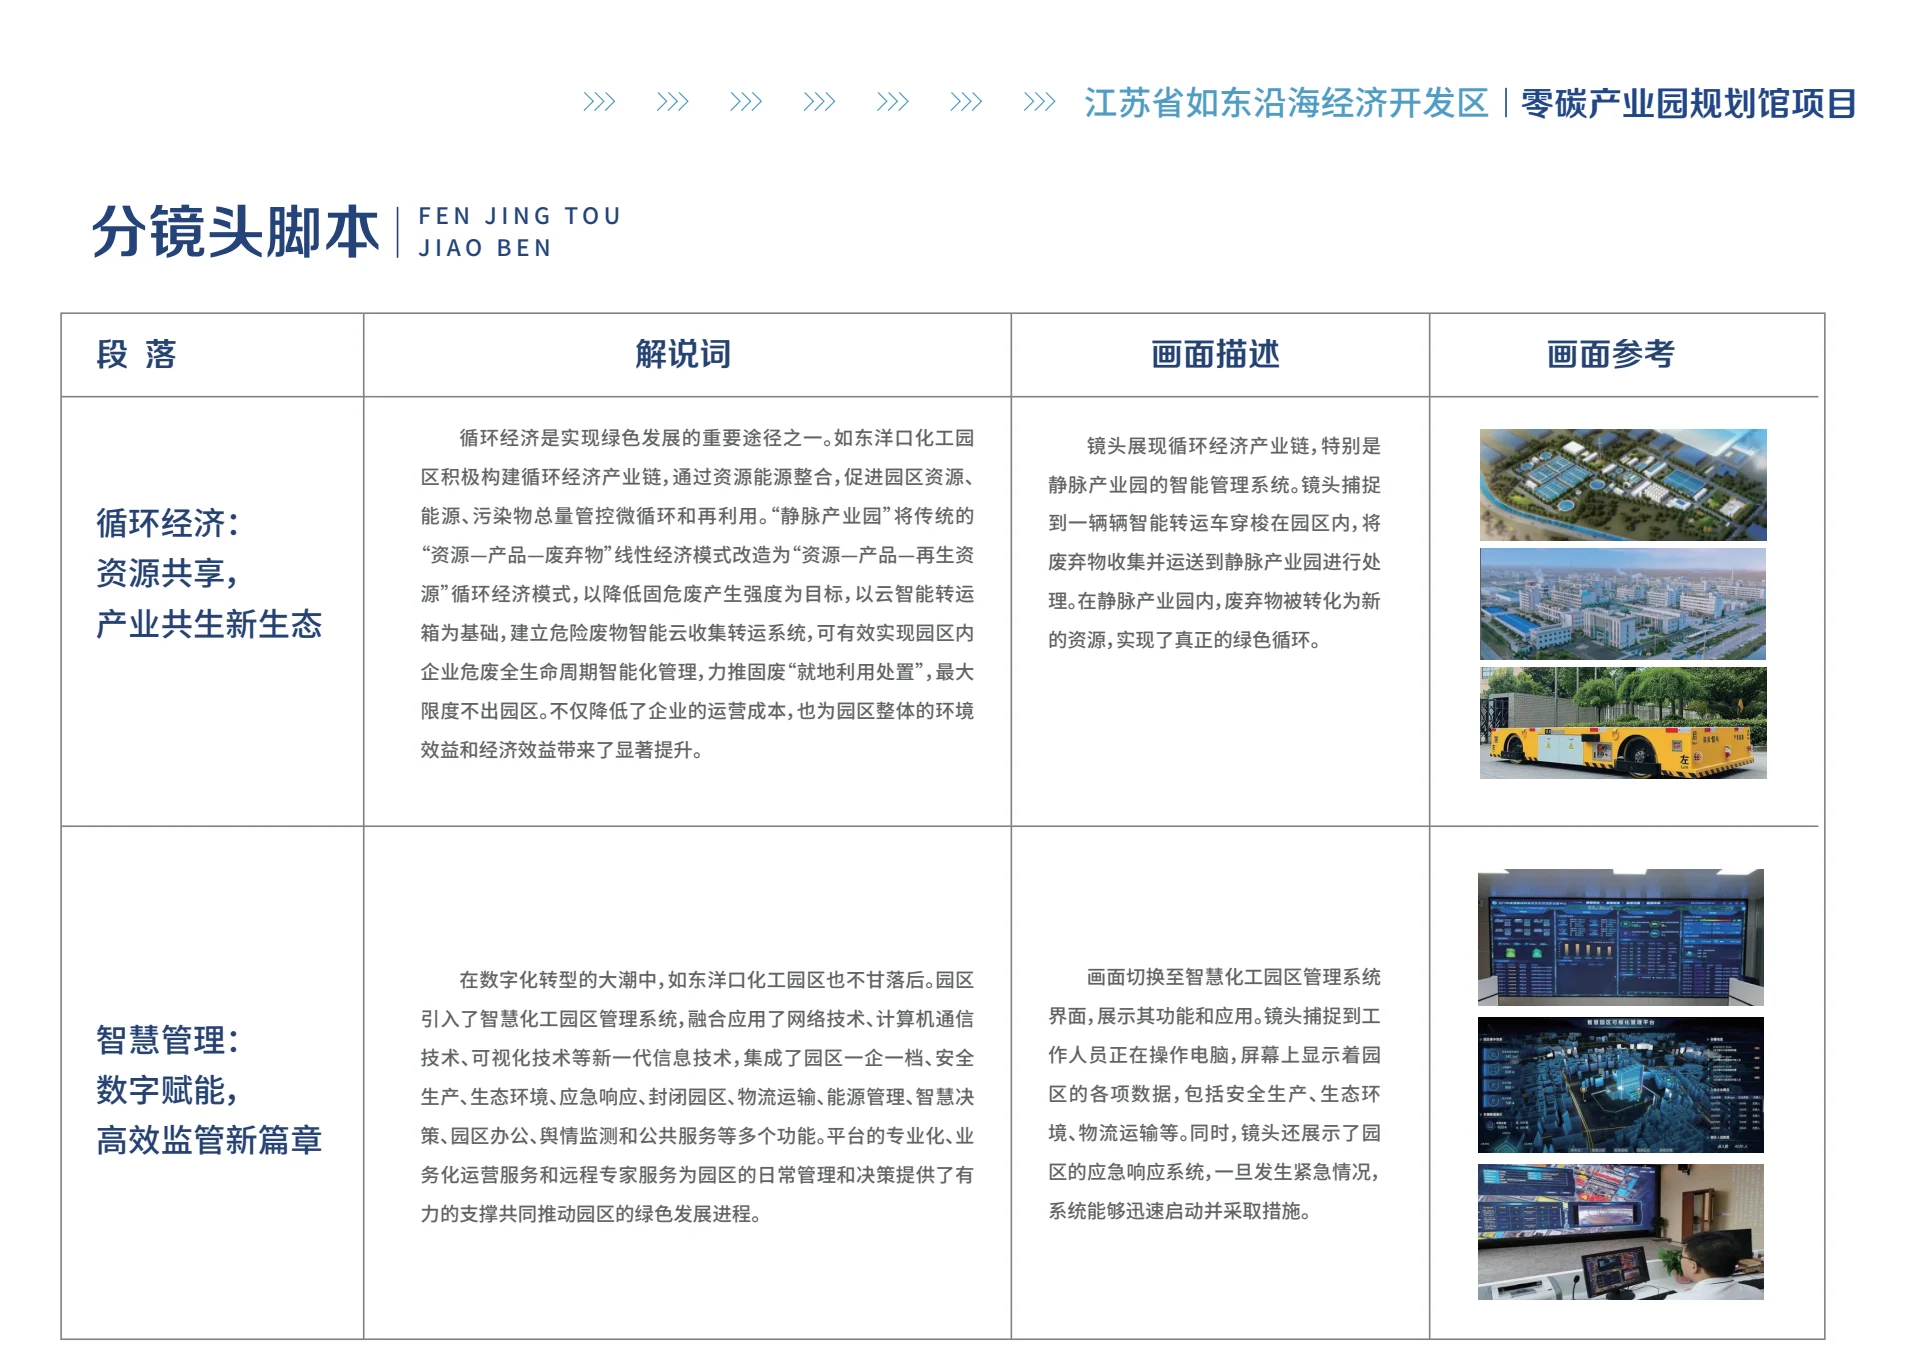 江苏省如东沿海经济开发区|零碳产业园规划馆项目
分镜头脚本
FEN JING TOU
JIAO BEN
段 落
解说词
画面描述
画面参考
循环经济：
资源共享，
产业共生新生态
循环经济是实现绿色发展的重要途径之一。如东洋口化工园
区积极构建循环经济产业链，通过资源能源整合，促进园区资源、
能源、污染物总量管控微循环和再利用。“静脉产业园”将传统的
“资源—产品—废弃物”线性经济模式改造为“资源—产品—再生资
源”循环经济模式，以降低固危废产生强度为目标，以云智能转运
箱为基础，建立危险废物智能云收集转运系统，可有效实现园区内
企业危废全生命周期智能化管理，力推固废“就地利用处置”，最大
限度不出园区。不仅降低了企业的运营成本，也为园区整体的环境
效益和经济效益带来了显著提升。
镜头展现循环经济产业链，特别是
静脉产业园的智能管理系统。镜头捕捉
到一辆辆智能转运车穿梭在园区内，将
废弃物收集并运送到静脉产业园进行处
理。在静脉产业园内，废弃物被转化为新
的资源，实现了真正的绿色循环。
左
智慧管理：
数字赋能，
高效监管新篇章
在数字化转型的大潮中，如东洋口化工园区也不甘落后。园区
引入了智慧化工园区管理系统，融合应用了网络技术、计算机通信
技术、可视化技术等新一代信息技术，集成了园区一企一档、安全
生产、生态环境、应急响应、封闭园区、物流运输、能源管理、智慧决
策、园区办公、舆情监测和公共服务等多个功能。平台的专业化、业
务化运营服务和远程专家服务为园区的日常管理和决策提供了有
力的支撑共同推动园区的绿色发展进程。
画面切换至智慧化工园区管理系统
界面，展示其功能和应用。镜头捕捉到工
作人员正在操作电脑，屏幕上显示着园
区的各项数据，包括安全生产、生态环
境、物流运输等。同时，镜头还展示了园
区的应急响应系统，一旦发生紧急情况，
系统能够迅速启动并采取措施。
智慧园区可视化管理平台